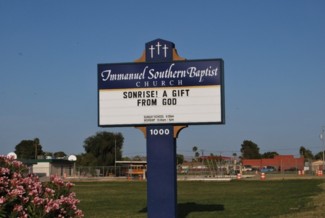 Immanuel Southern Baptist
CHURCH
SONRISE! A GIFT
FROM GOD
1000